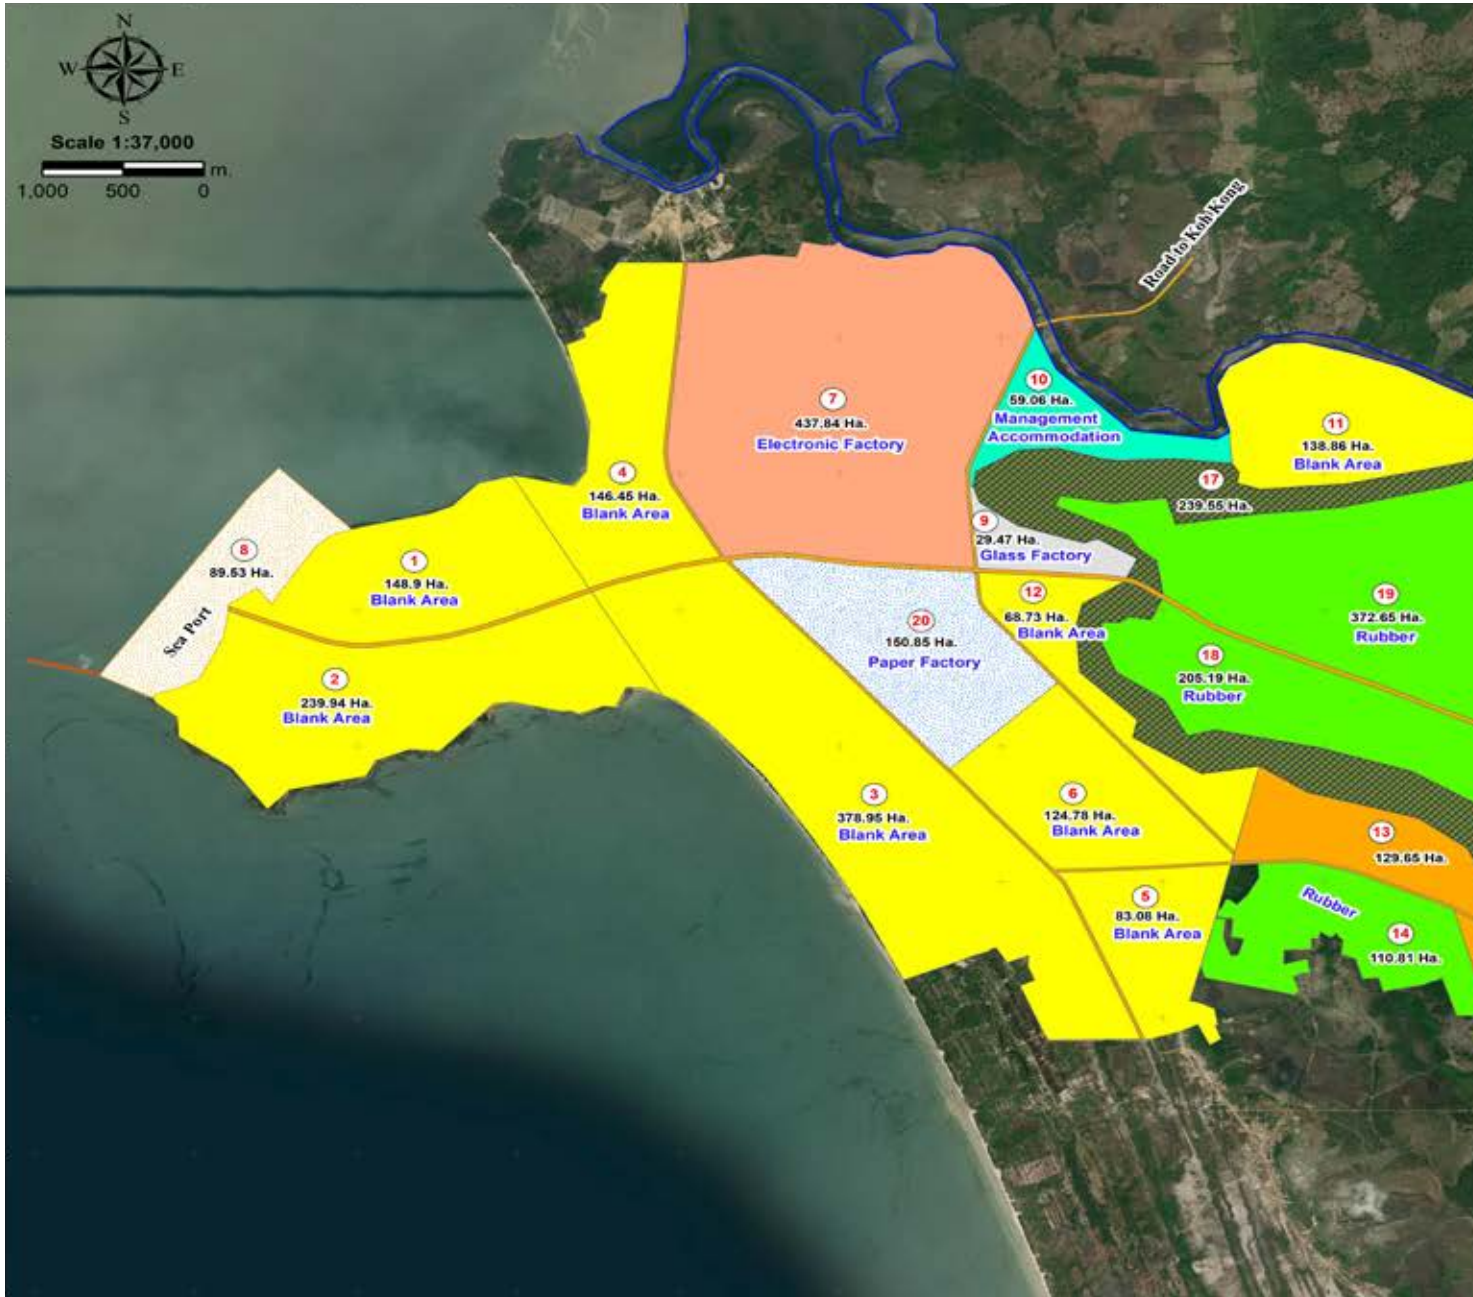 N
W
E
S
Scale 1:37,000
m.
1,000 500 0
Road to Koh Kong
7
437.84 Ha.
Electronic Factory
10
59.06 Ha.
Management
Accommodation
11
138.86 Ha.
Blank Area
4
146.45 Ha.
Blank Area
17
239.55 Ha.
9
29.47 Ha.
Glass Factory
8
89.53 Ha.
Sea Port
1
148.9 Ha.
Blank Area
12
68.73 Ha.
Blank Area
19
372.65 Ha.
Rubber
20
150.85 Ha.
Paper Factory
18
205.19 Ha.
Rubber
2
239.94 Ha.
Blank Area
3
378.95 Ha.
Blank Area
6
124.78 Ha.
Blank Area
13
129.65 Ha.
5
83.08 Ha.
Blank Area
Rubber
14
110.81 Ha.